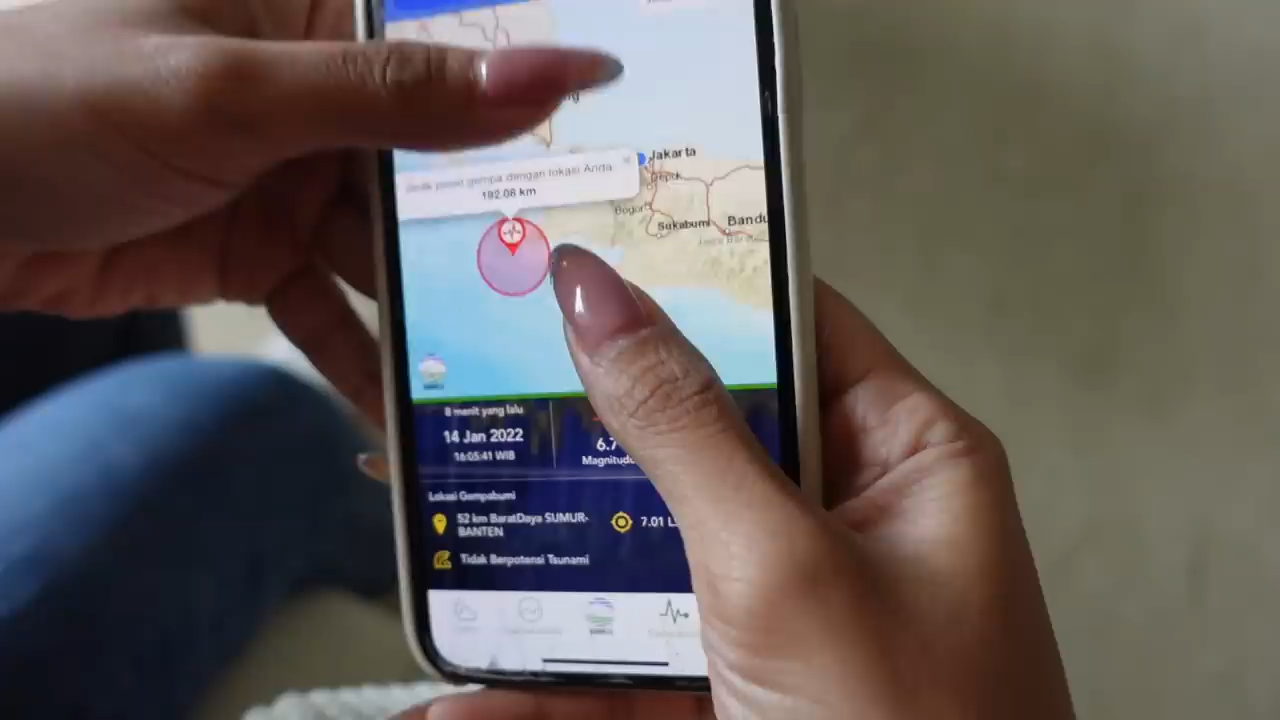 Jakarta
Depok
Jarak pusat gempa dengan lokasi Anda
192.08 km
Bogor
Sukabumi
Bandu
8 menit yang lalu
14 Jan 2022
16:05:41 WIB
6.7
Magnitudo
Lokasi Gempabumi
52 km BaratDaya SUMUR-
BANTEN
7.01 L
Tidak Berpotensi Tsunami